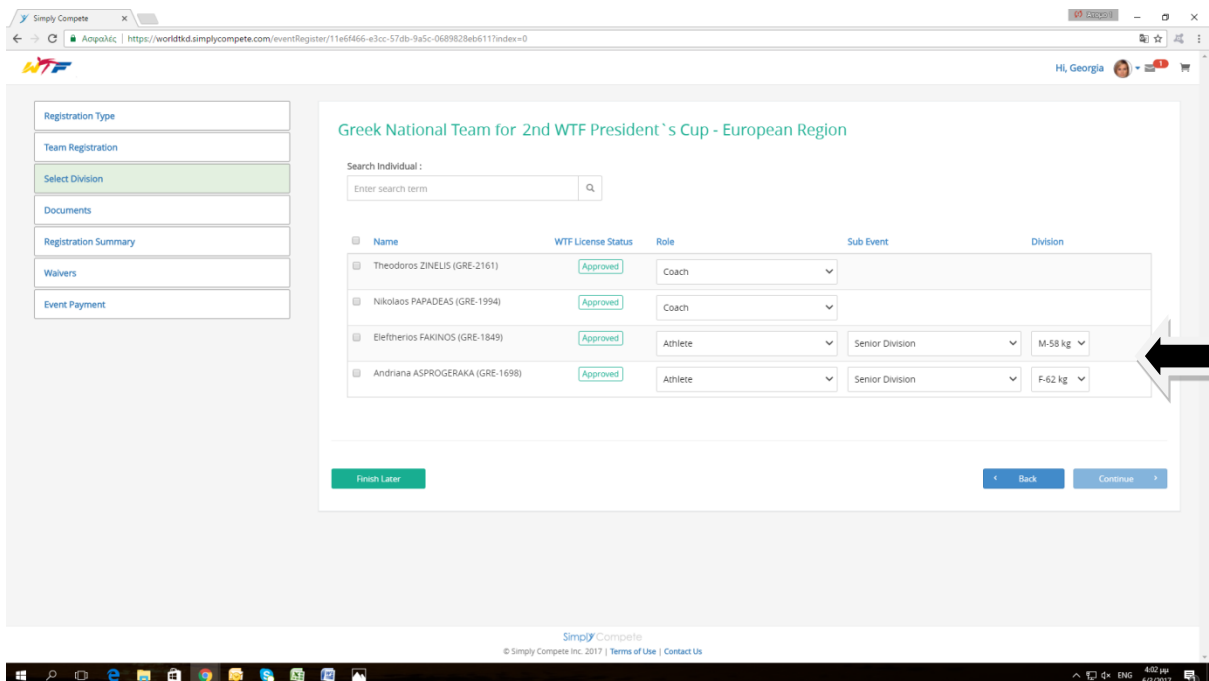 Simply Compete
Ασφαλές | https://worldtkd.simplycompete.com/eventRegister/11e6f466-e3cc-57db-9a5c-0689828eb611?index=0
WTF
Hi, Georgia
1
Registration Type
Team Registration
Select Division
Documents
Registration Summary
Waivers
Event Payment
Greek National Team for 2nd WTF President`s Cup - European Region
Search Individual :
Enter search term
Name WTF License Status Role Sub Event Division
Theodoros ZINELIS (GRE-2161) Approved Coach
Nikolaos PAPADEAS (GRE-1994) Approved Coach
Eleftherios FAKINOS (GRE-1849) Approved Athlete Senior Division M-58 kg
Andriana ASPROGERAKA (GRE-1698) Approved Athlete Senior Division F-62 kg
Finish Later
Back
Continue
Simply Compete
© Simply Compete Inc. 2017 | Terms of Use | Contact Us
ENG
4:02 μμ
6/3/2017